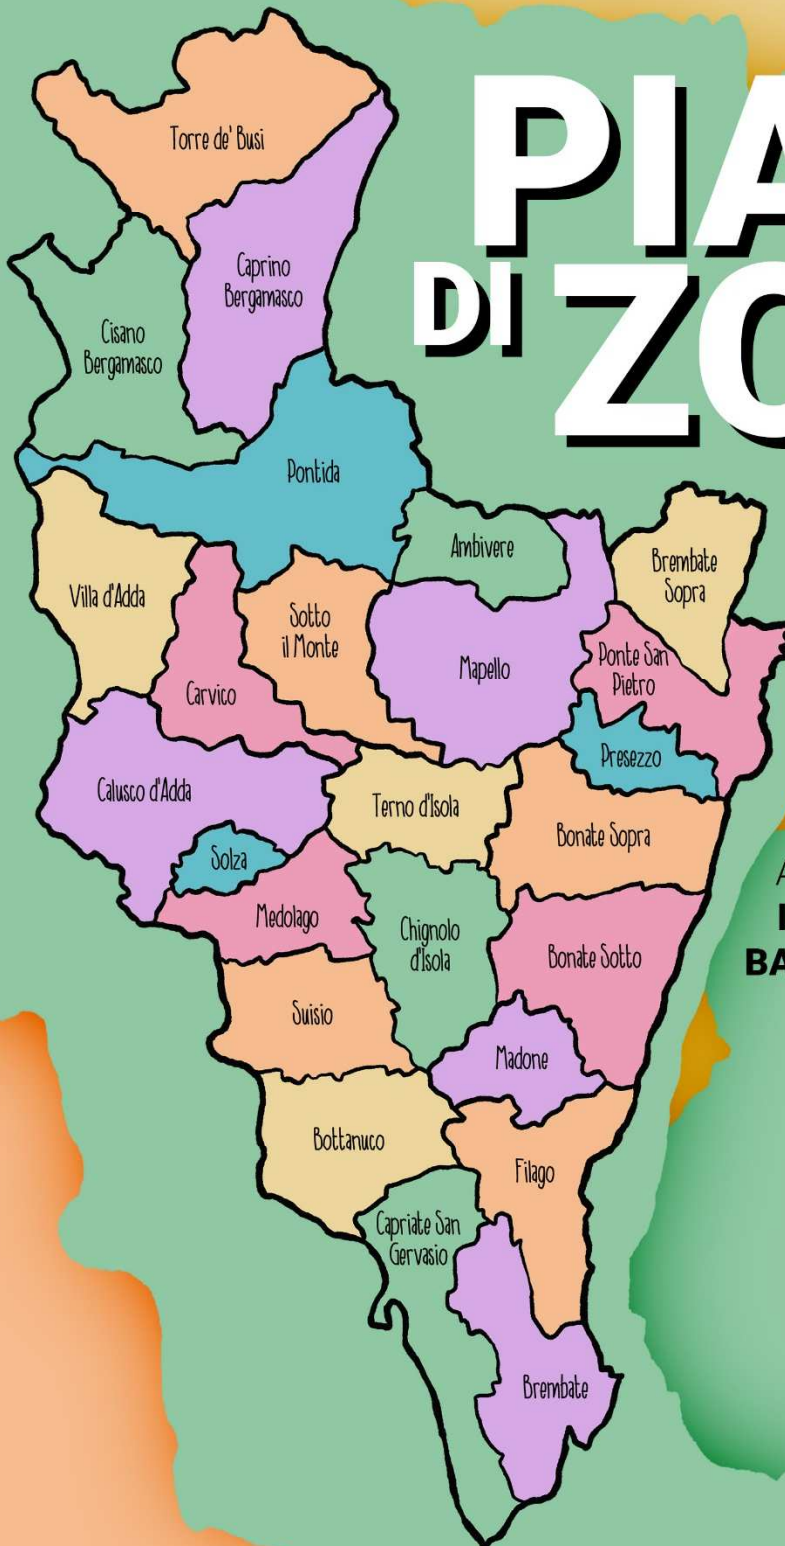 PIA
DI ZO
Torre de' Busi
Caprino
Bergamasco
Cisano
Bergamasco
Pontida
Ambivere
Brembate
Sopra
Villa d'Adda
Sotto
il Monte
Mapello
Ponte San
Pietro
Carvico
Presezzo
Calusco d'Adda
Terno d'Isola
Bonate Sopra
Solza
Medolago
Chignolo
d'Isola
Bonate Sotto
BA
Suisio
Madone
Bottanuco
Filago
Capriate San
Gervasio
Brembate